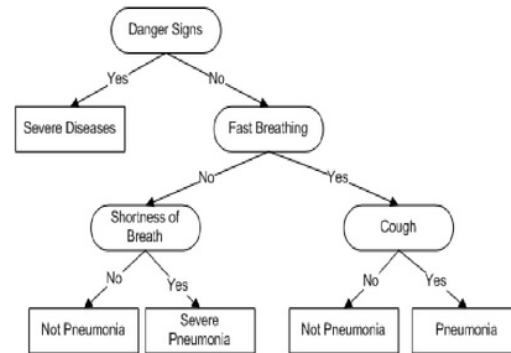 Danger Signs
Yes
No
Severe Diseases
Fast Breathing
No
Yes
Shortness of
Breath
Cough
No
Yes
No
Yes
Not Pneumonia
Severe
Pneumonia
Not Pneumonia
Pneumonia